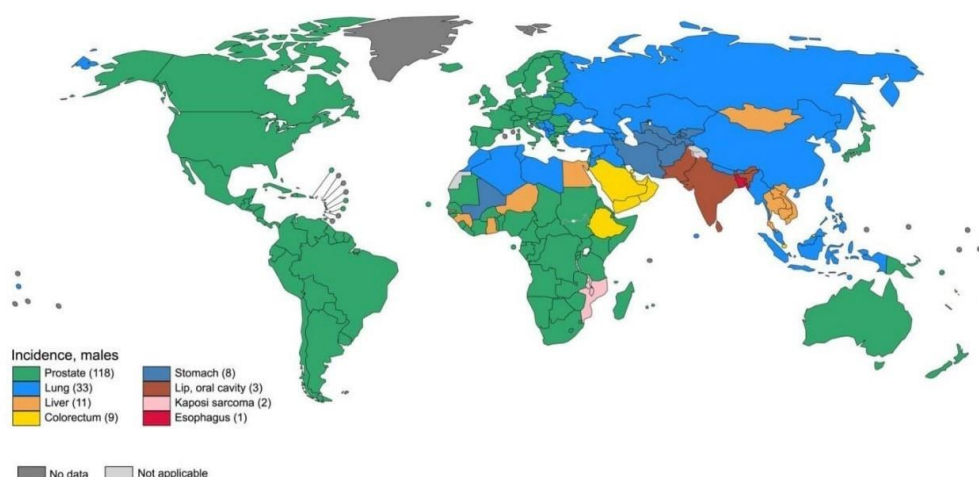 Incidence, males
Prostate (118)
Lung (33)
Liver (11)
Colorectum (9)
Stomach (8)
Lip, oral cavity (3)
Kaposi sarcoma (2)
Esophagus (1)
No data
Not applicable